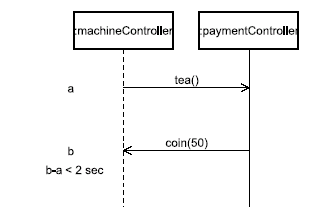 :machineController
:paymentController
tea()
a
coin(50)
b
b-a < 2 sec